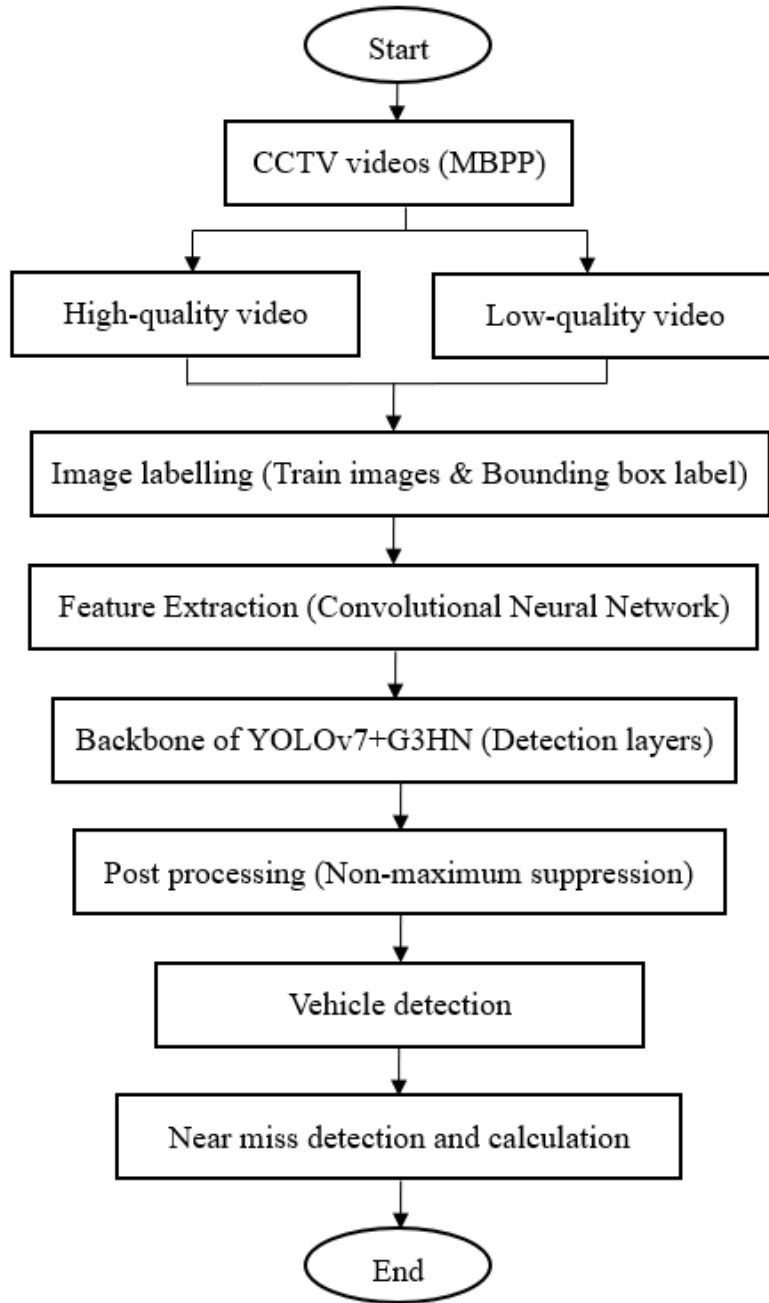 Start
CCTV videos (MBPP)
High-quality video
Low-quality video
Image labelling (Train images & Bounding box label)
Feature Extraction (Convolutional Neural Network)
Backbone of YOLOv7+G3HN (Detection layers)
Post processing (Non-maximum suppression)
Vehicle detection
Near miss detection and calculation
End